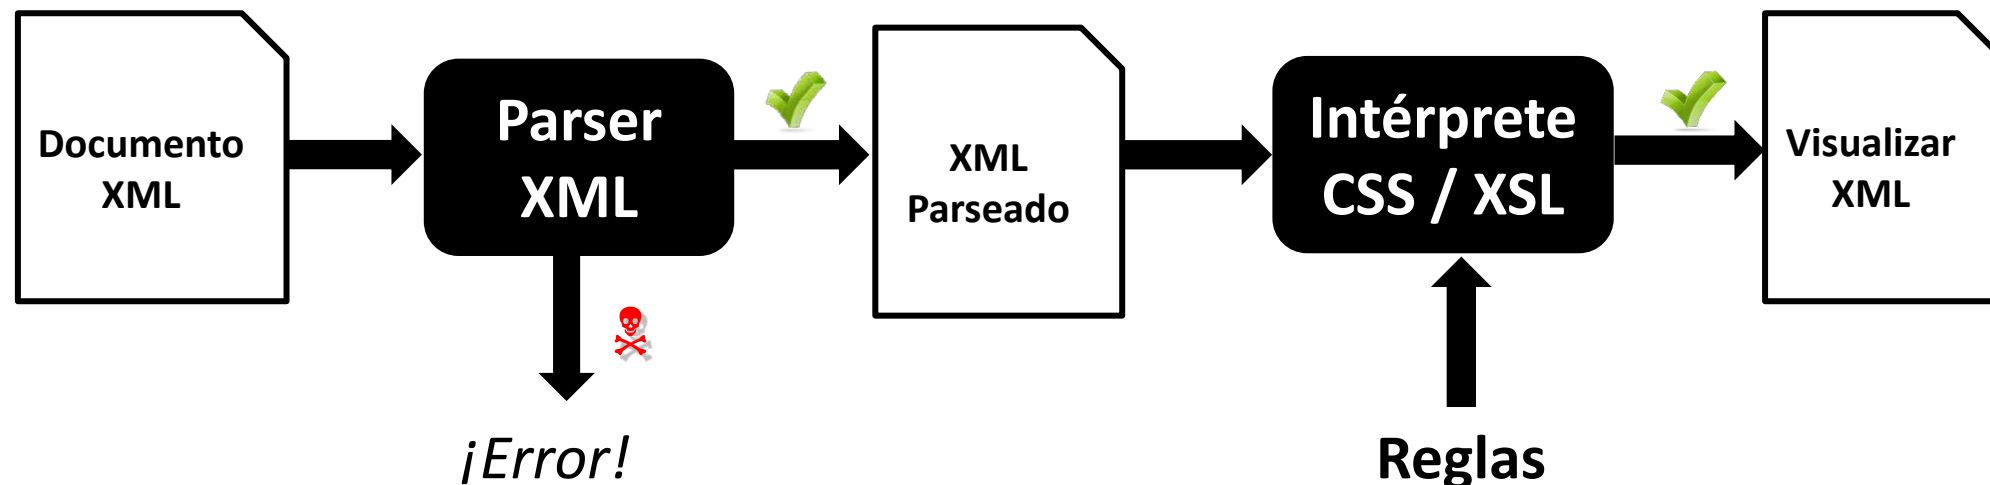 Documento
XML
Parser
XML
XML
Parseado
Intérprete
CSS / XSL
Visualizar
XML
¡Error!
Reglas